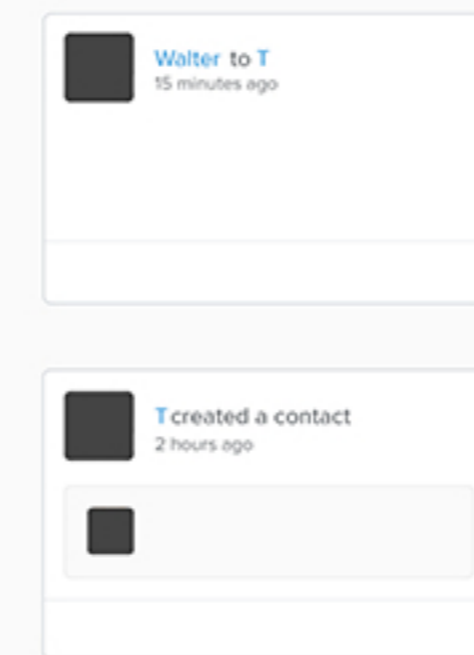 Walter to T
15 minutes ago
T created a contact
2 hours ago